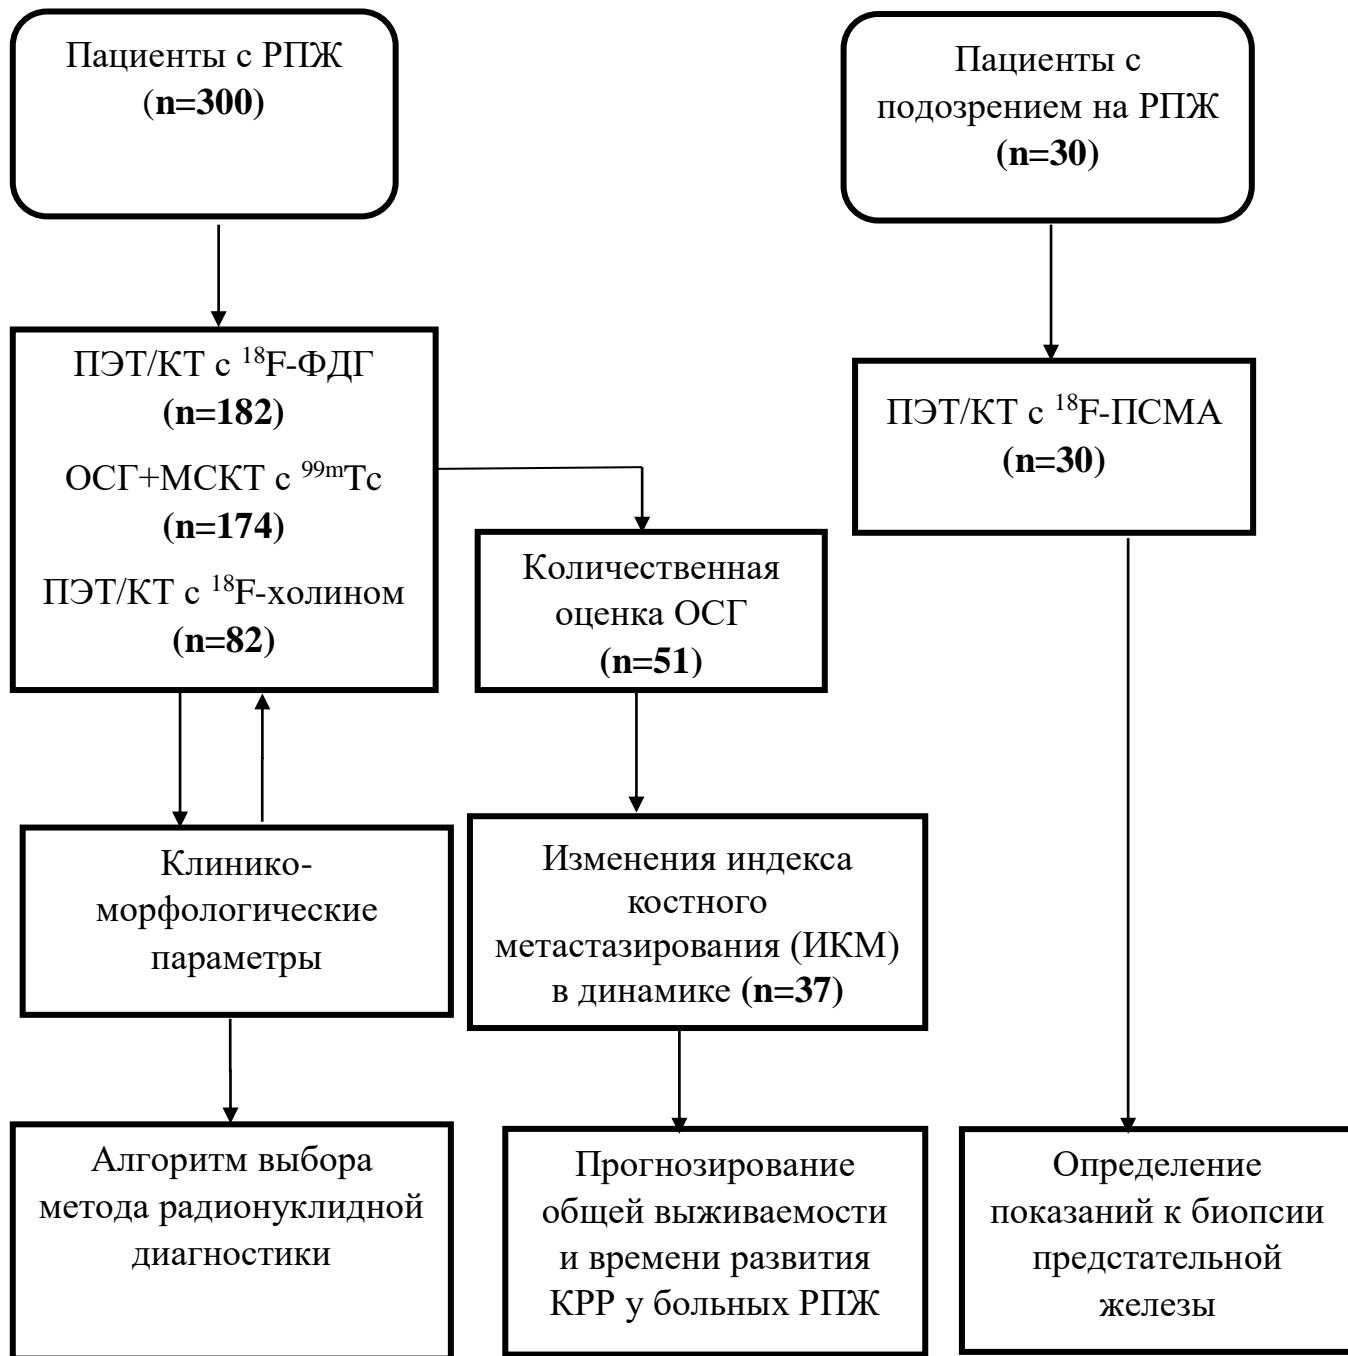 Пациенты с РПЖ
(n=300)
Пациенты с
подозрением на РПЖ
(n=30)
ПЭТ/КТ с ¹⁸F-ФДГ
(n=182)
ОСГ+МСКТ с ⁹⁹ᵐТс
(n=174)
ПЭТ/КТ с ¹⁸F-холином
(n=82)
ПЭТ/КТ с ¹⁸F-ПСМА
(n=30)
Количественная
оценка ОСГ
(n=51)
Клинико-
морфологические
параметры
Изменения индекса
костного
метастазирования (ИКМ)
в динамике (n=37)
Алгоритм выбора
метода радионуклидной
диагностики
Прогнозирование
общей выживаемости
и времени развития
КРР у больных РПЖ
Определение
показаний к биопсии
предстательной
железы